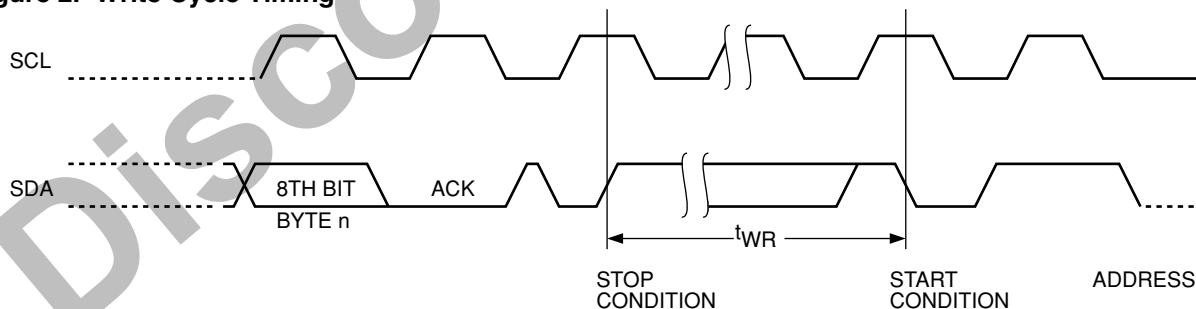 Figure 2. Write Cycle Timing
SCL
SDA
8TH BIT
ACK
BYTE n
tWR
STOP
CONDITION
START
CONDITION
ADDRESS
Disco